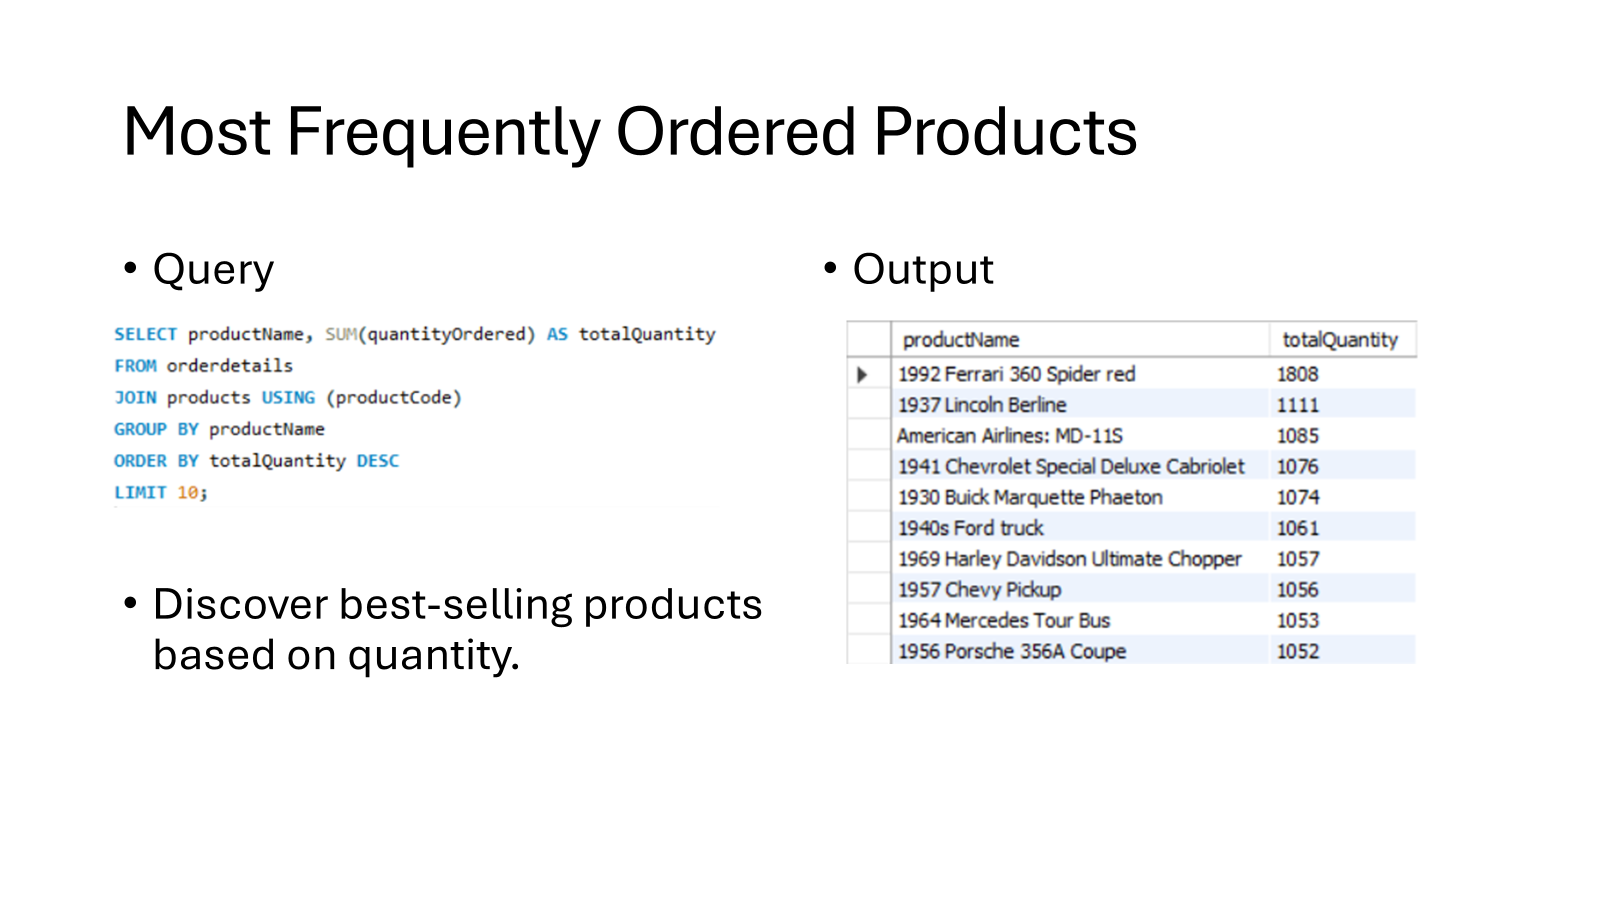 Most Frequently Ordered Products
• Query
SELECT productName, SUM(quantityOrdered) AS totalQuantity
FROM orderdetails
JOIN products USING (productCode)
GROUP BY productName
ORDER BY totalQuantity DESC
LIMIT 10;
• Discover best-selling products
based on quantity.
• Output
productName totalQuantity
1992 Ferrari 360 Spider red 1808
1937 Lincoln Berline 1111
American Airlines: MD-11S 1085
1941 Chevrolet Special Deluxe Cabriolet 1076
1930 Buick Marquette Phaeton 1074
1940s Ford truck 1061
1969 Harley Davidson Ultimate Chopper 1057
1957 Chevy Pickup 1056
1964 Mercedes Tour Bus 1053
1956 Porsche 356A Coupe 1052